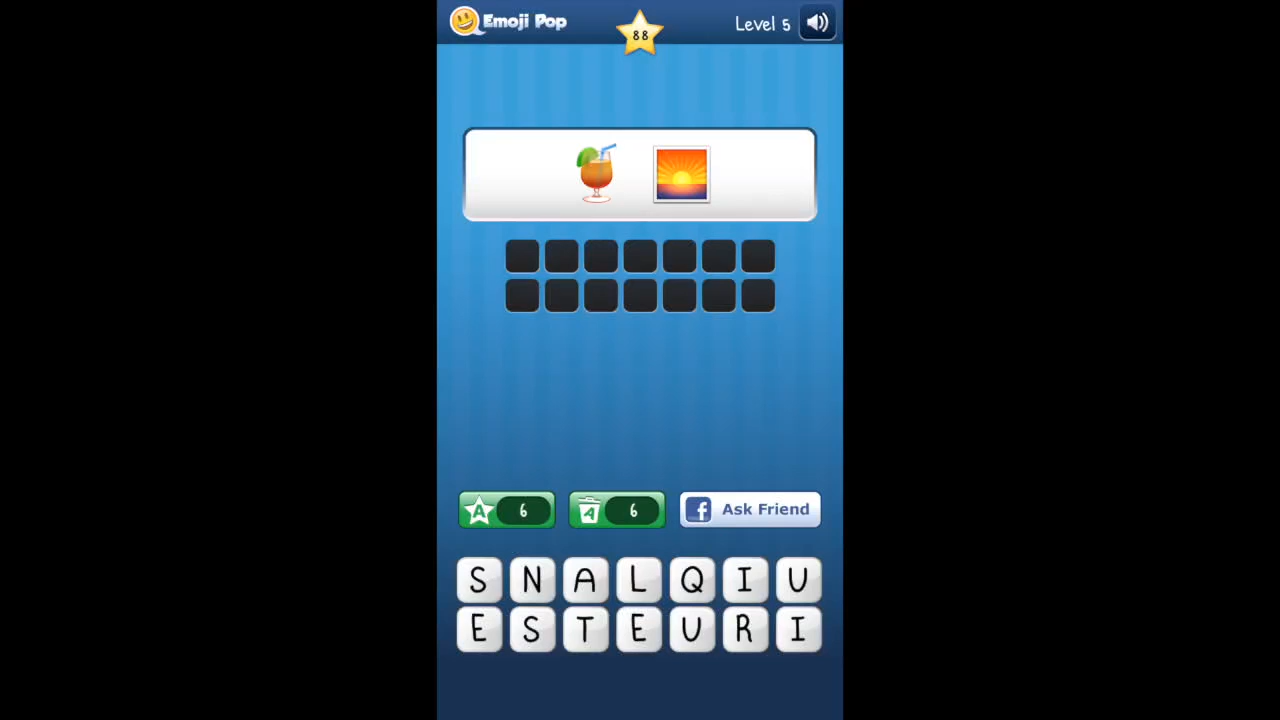 Emoji Pop 88 Level 5
A 6 A 6 f Ask Friend
S N A L Q I U
E S T E U R I